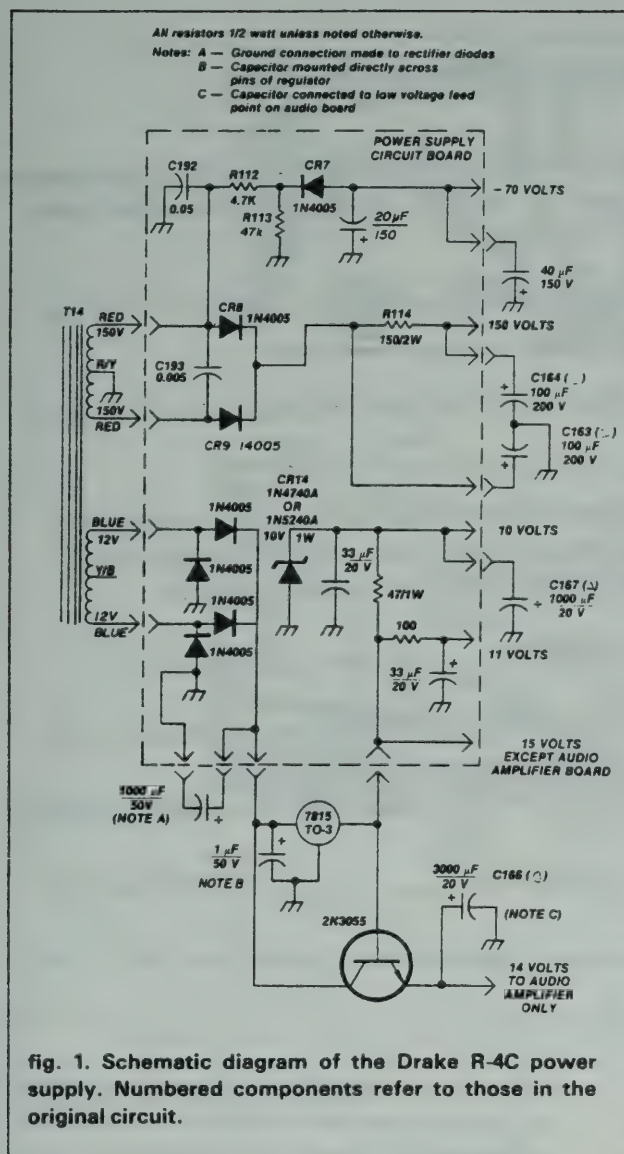 All resistors 1/2 watt unless noted otherwise.
Notes: A — Ground connection made to rectifier diodes
B — Capacitor mounted directly across
pins of regulator
C — Capacitor connected to low voltage feed
point on audio board
POWER SUPPLY
CIRCUIT BOARD
C192
0.05
R112
4.7K
CR7
1N4005
R113
47k
20µF
150
-70 VOLTS
40 µF
150 V
T14
RED
150V
R/Y
150V
RED
CR8
1N4005
C193
0.005
CR9 14005
R114
150/2W
150 VOLTS
C164 (
100 µF
200 V
C163 (
100 µF
200 V
BLUE
12V
Y/B
12V
BLUE
1N4005
1N4005
1N4005
1N4005
CR14
1N4740A
OR
1N5240A
10V
1W
33 µF
20 V
47/1W
10 VOLTS
C167
1000 µF
20 V
100
33 µF
20 V
11 VOLTS
15 VOLTS
EXCEPT AUDIO
AMPLIFIER BOARD
1000 µF
50V
(NOTE A)
1 µF
50 V
NOTE B
7815
TO-3
2K3055
3000 µF
20 V
C166
(NOTE C)
14 VOLTS
TO AUDIO
AMPLIFIER
ONLY
fig. 1. Schematic diagram of the Drake R-4C power
supply. Numbered components refer to those in the
original circuit.